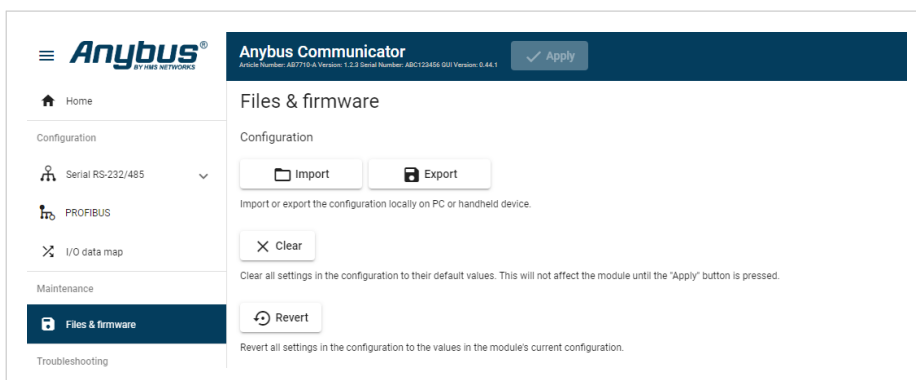 Anybus®
BY HMS NETWORKS
Anybus Communicator
Article Number: AB7710-A Version: 1.2.3 Serial Number: ABC123456 GUI Version: 0.44.1
Apply
Home
Configuration
Serial RS-232/485
PROFIBUS
I/O data map
Maintenance
Files & firmware
Troubleshooting
Files & firmware
Configuration
Import
Export
Import or export the configuration locally on PC or handheld device.
Clear
Clear all settings in the configuration to their default values. This will not affect the module until the "Apply" button is pressed.
Revert
Revert all settings in the configuration to the values in the module's current configuration.